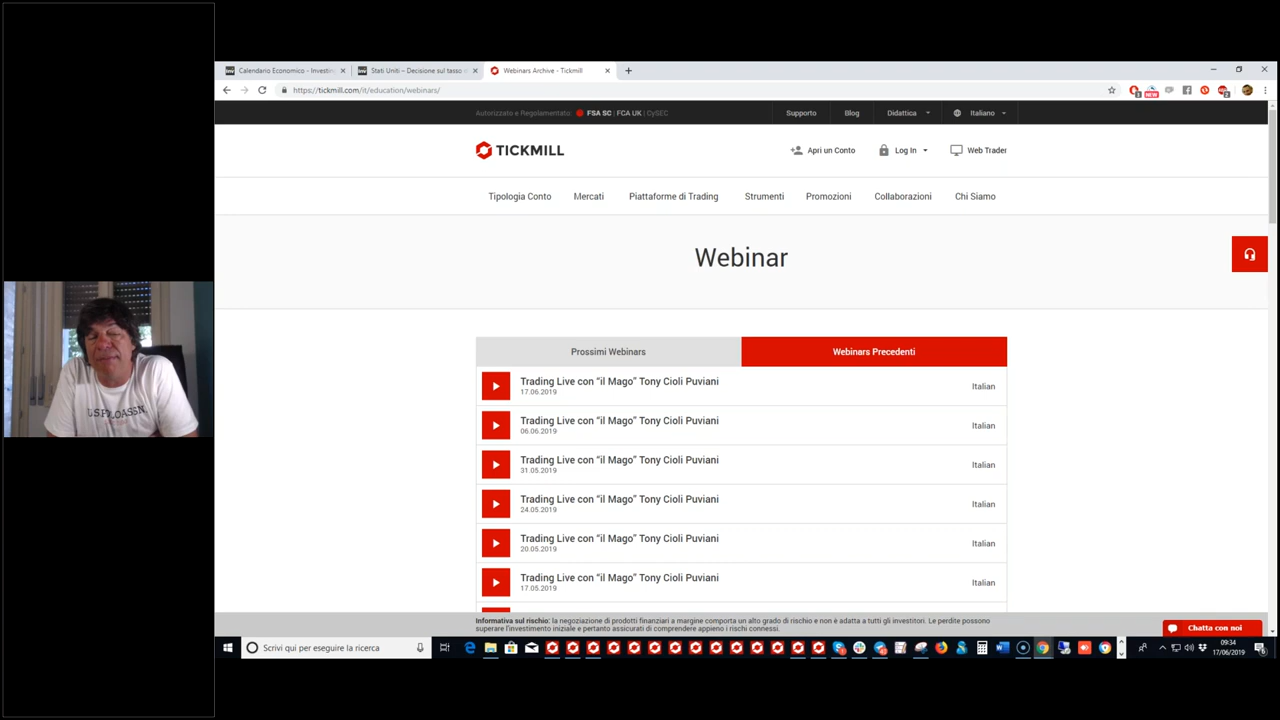 Calendario Economico - Investin
Stati Uniti – Decisione sul tasso
Webinars Archive - Tickmill
https://tickmill.com/it/education/webinars/
Autorizzato e Regolamentato: FSA SC | FCA UK | CySEC
Supporto
Blog
Didattica
Italiano
TICKMILL
Apri un Conto
Log In
Web Trader
Tipologia Conto
Mercati
Piattaforme di Trading
Strumenti
Promozioni
Collaborazioni
Chi Siamo
Webinar
Prossimi Webinars
Webinars Precedenti
Trading Live con “il Mago” Tony Cioli Puviani
17.06.2019
Italian
Trading Live con “il Mago” Tony Cioli Puviani
06.06.2019
Italian
Trading Live con “il Mago” Tony Cioli Puviani
31.05.2019
Italian
Trading Live con “il Mago” Tony Cioli Puviani
24.05.2019
Italian
Trading Live con “il Mago” Tony Cioli Puviani
20.05.2019
Italian
Trading Live con “il Mago” Tony Cioli Puviani
17.05.2019
Italian
Informativa sul rischio: la negoziazione di prodotti finanziari a margine comporta un alto grado di rischio e non è adatta a tutti gli investitori. Le perdite possono
superare l'investimento iniziale e pertanto assicurati di comprendere appieno i rischi connessi.
Chatta con noi
Scrivi qui per eseguire la ricerca
09:34
17/06/2019